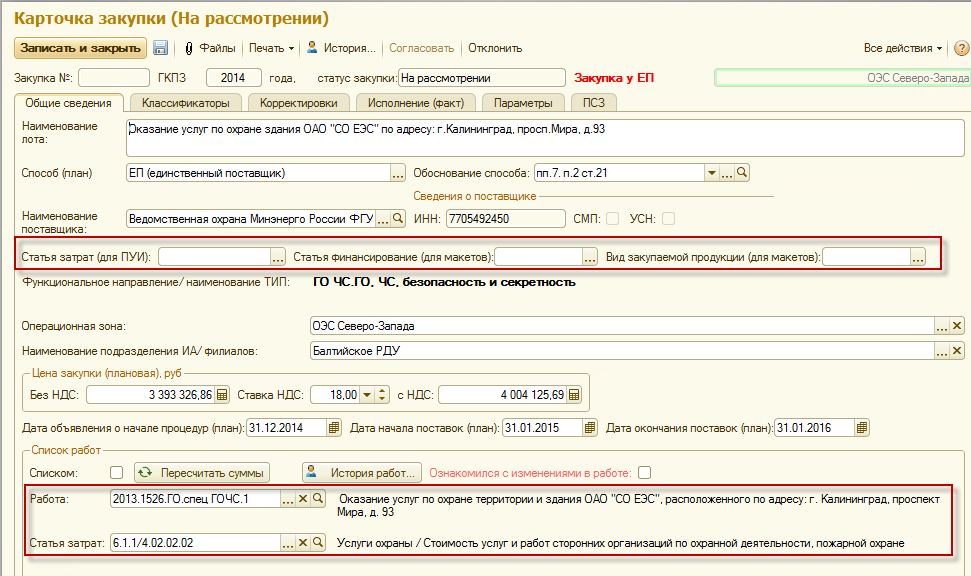 Карточка закупки (На рассмотрении)
Записать и закрыть Файлы Печать История... Согласовать Отклонить Все действия ?
Закупка №: ГКПЗ 2014 года, статус закупки: На рассмотрении Закупка у ЕП ОЭС Северо-Запада
Общие сведения Классификаторы Корректировки Исполнение (факт) Параметры ПСЗ
Наименование
лота:
Оказание услуг по охране здания ОАО "СО ЕЭС" по адресу: г.Калининград, просп.Мира, д.93
Способ (план) ЕП (единственный поставщик) ... Обоснование способа: пп.7. п.2 ст.21 ...
Сведения о поставщике
Наименование
поставщика:
Ведомственная охрана Минэнерго России ФГУ ... ИНН: 7705492450 СМП: УСН:
Статья затрат (для ПУИ): ... Статья финансирование (для макетов): ... Вид закупаемой продукции (для макетов): ...
Функциональное направление/ наименование ТИП: ГО ЧС.ГО, ЧС, безопасность и секретность
Операционная зона: ОЭС Северо-Запада ... ×
Наименование подразделения ИА/ филиалов: Балтийское РДУ ... ×
Цена закупки (плановая), руб
Без НДС: 3 393 326,86 Ставка НДС: 18,00 с НДС: 4 004 125,69
Дата объявления о начале процедур (план): 31.12.2014 Дата начала поставок (план): 31.01.2015 Дата окончания поставок (план): 31.01.2016
Список работ
Списком: Пересчитать суммы История работ... Ознакомился с изменениями в работе:
Работа: 2013.1526.ГО.спец ГОЧС.1 ... × Оказание услуг по охране территории и здания ОАО "СО ЕЭС", расположенного по адресу: г. Калининград, проспект
Мира, д. 93
Статья затрат: 6.1.1/4.02.02.02 ... × Услуги охраны / Стоимость услуг и работ сторонних организаций по охранной деятельности, пожарной охране